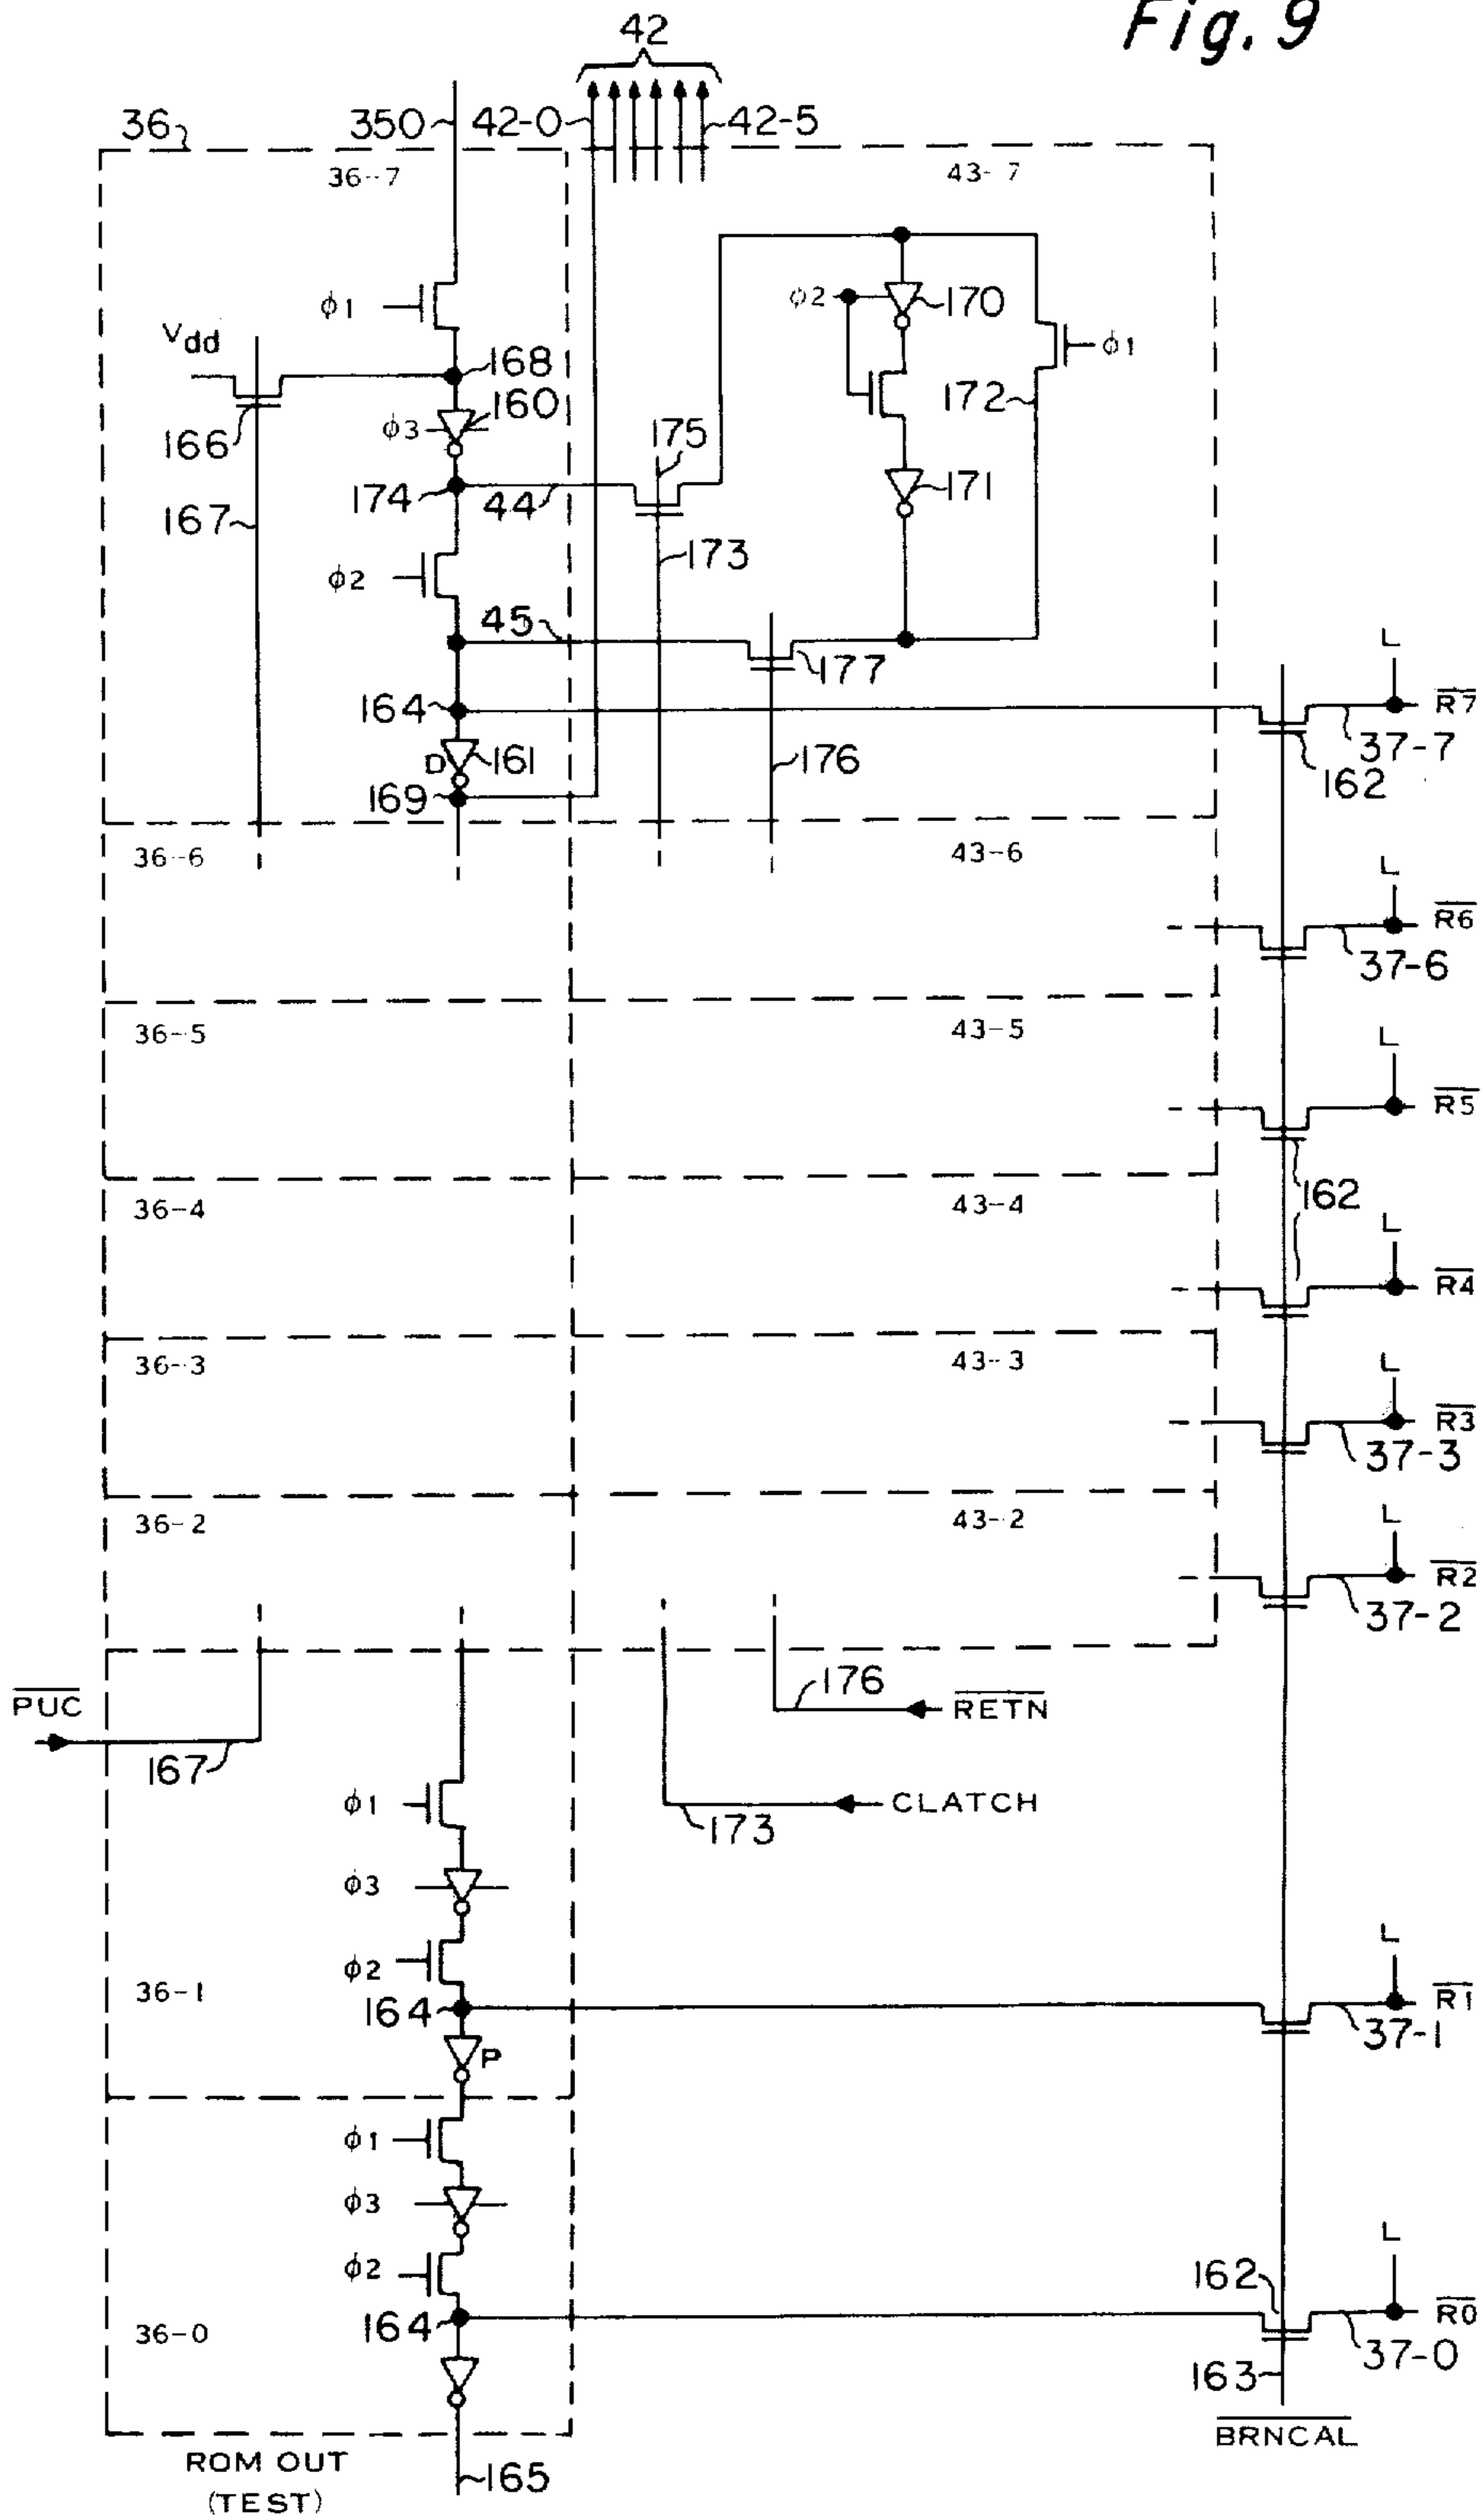 Fig. 9
42
36
350
42-0
42-5
36-7
43-7
φ1
φ2
170
φ1
Vdd
168
160
172
φ3
166
175
174
44
171
167
173
φ2
45
177
164
R7
37-7
L
D
161
176
162
169
36-6
43-6
L
R6
37-6
36-5
43-5
L
R5
162
36-4
43-4
L
R4
36-3
43-3
L
R3
37-3
36-2
43-2
L
R2
37-2
PUC
176
RETN
167
φ1
173
CLATCH
φ3
φ2
L
36-1
164
R1
37-1
P
φ1
φ3
L
φ2
162
164
R0
36-0
37-0
163
BRNCAL
ROM OUT
(TEST)
165